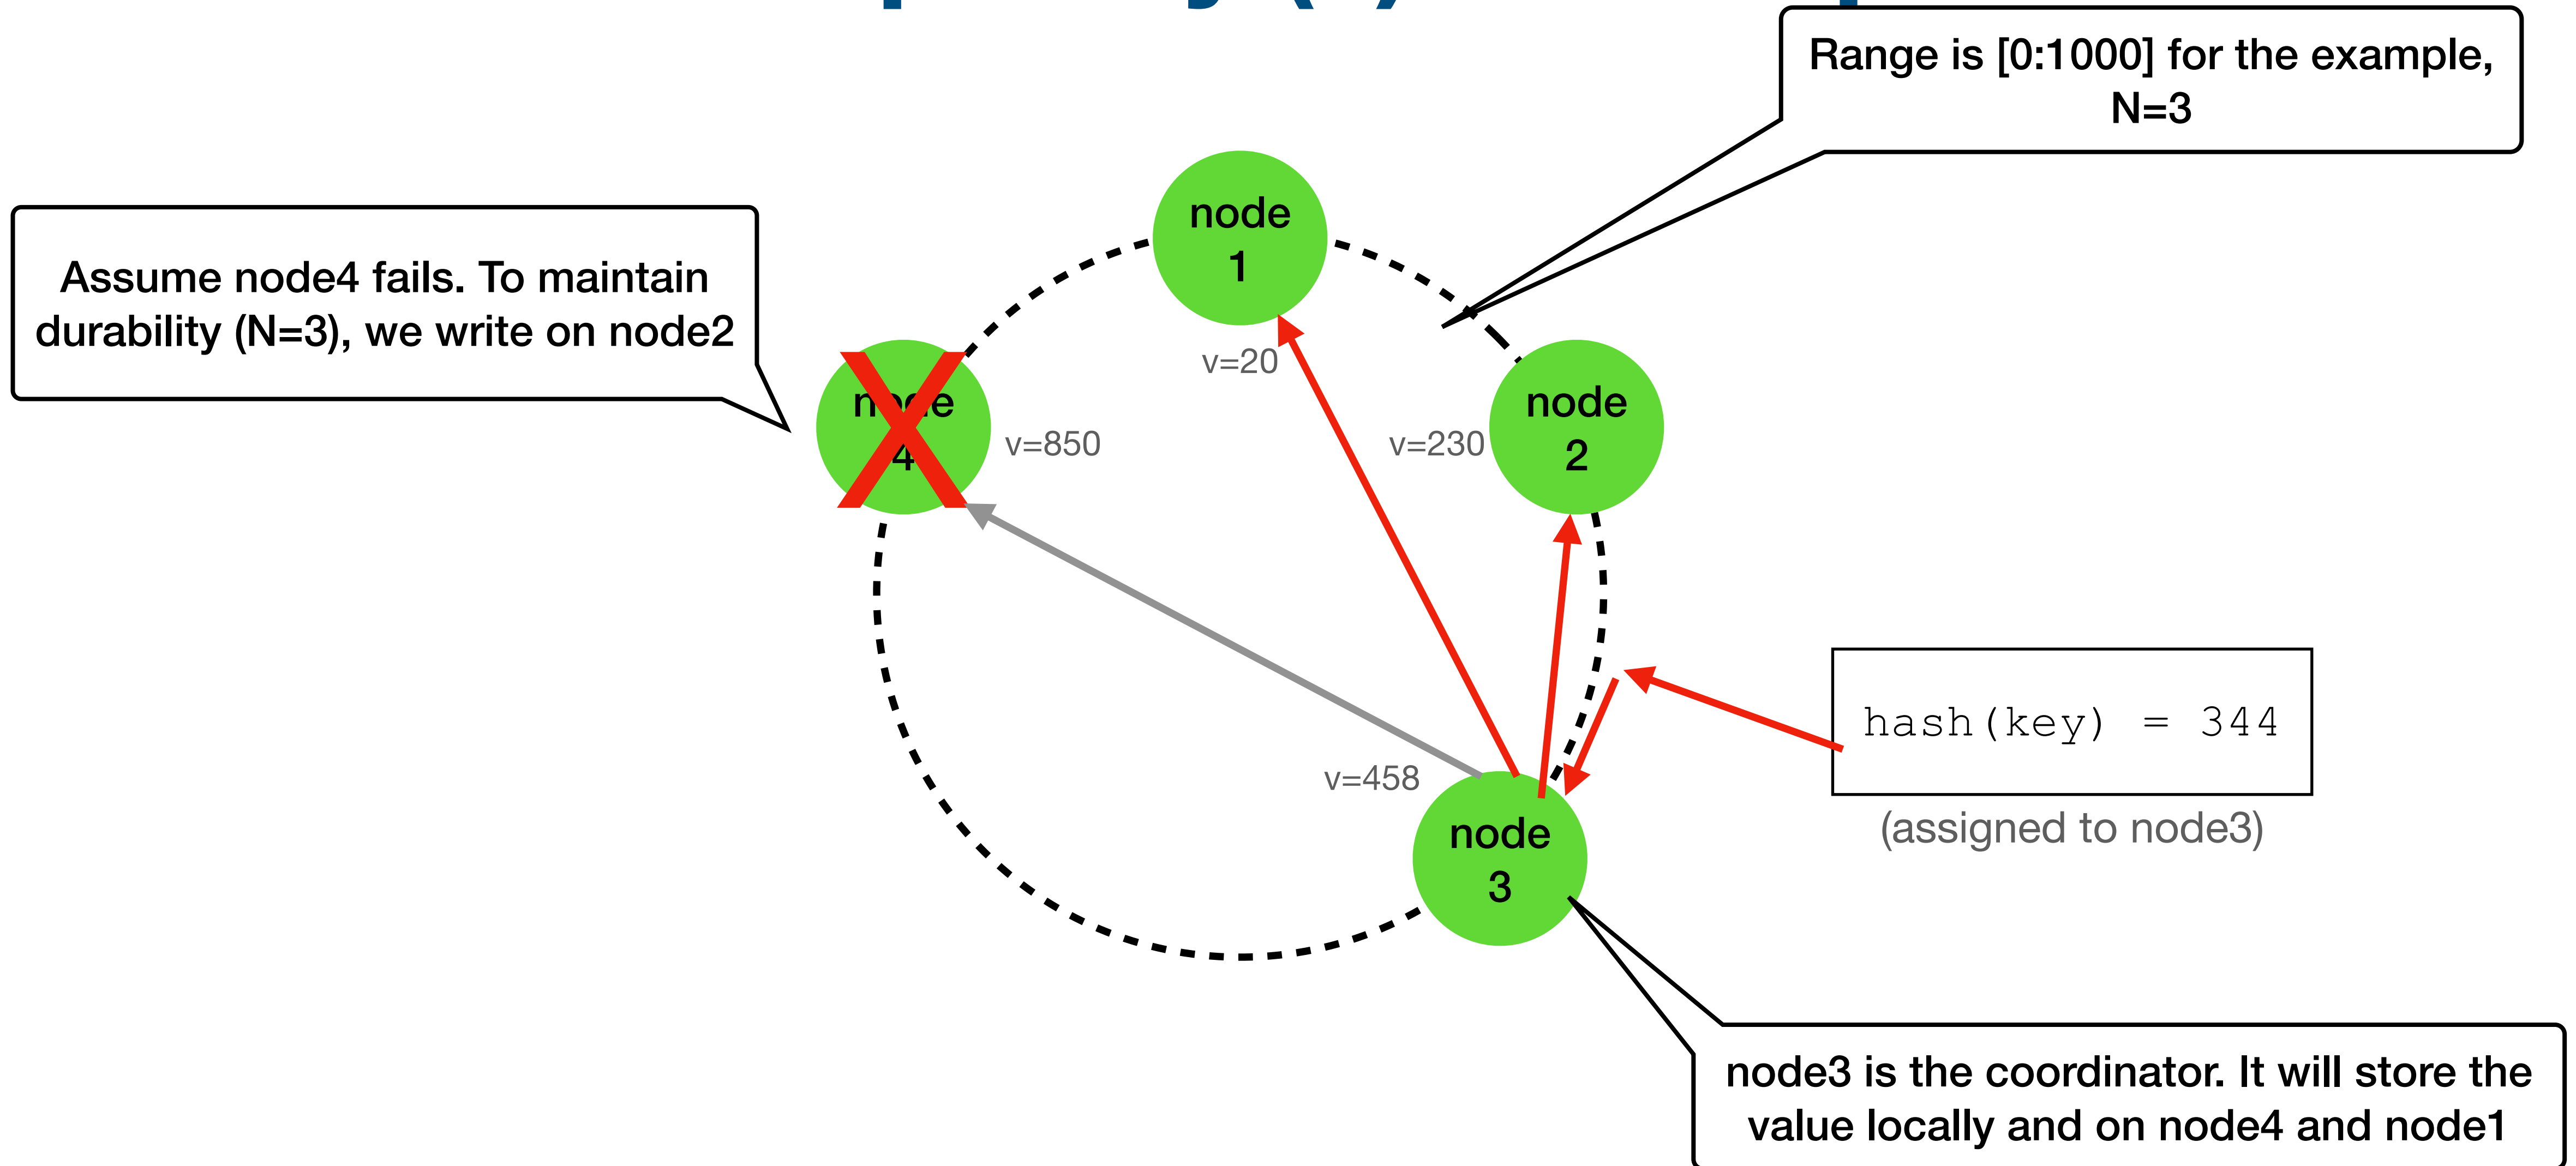 Range is [0:1000] for the example,
N=3
node
1
Assume node4 fails. To maintain
durability (N=3), we write on node2
v=20
node
4
v=850
v=230
node
2
hash(key) = 344
(assigned to node3)
v=458
node
3
node3 is the coordinator. It will store the
value locally and on node4 and node1